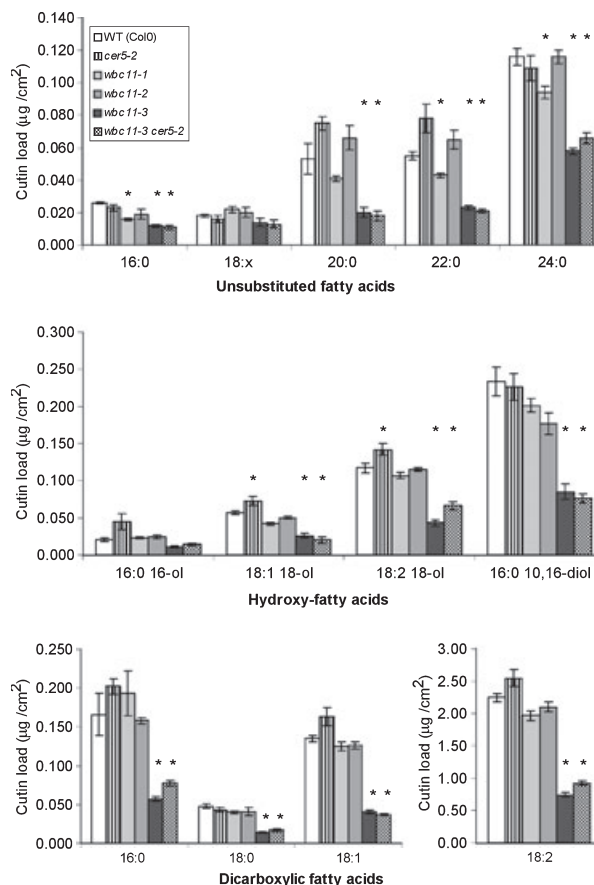 0.140
0.120
0.100
0.080
0.060
0.040
0.020
0.000
Cutin load (µg /cm²)
WT (Col0)
cer5-2
wbc11-1
wbc11-2
wbc11-3
wbc11-3 cer5-2
* * *
* *
* * *
* * *
16:0 18:x 20:0 22:0 24:0
Unsubstituted fatty acids
0.300
0.250
0.200
0.150
0.100
0.050
0.000
Cutin load (µg /cm²)
* * *
* * *
* *
16:0 16-ol 18:1 18-ol 18:2 18-ol 16:0 10,16-diol
Hydroxy-fatty acids
0.250
0.200
0.150
0.100
0.050
0.000
Cutin load (µg /cm²)
* *
* *
* *
16:0 18:0 18:1
3.00
2.50
2.00
1.50
1.00
0.50
0.00
Cutin load (µg /cm²)
* *
18:2
Dicarboxylic fatty acids